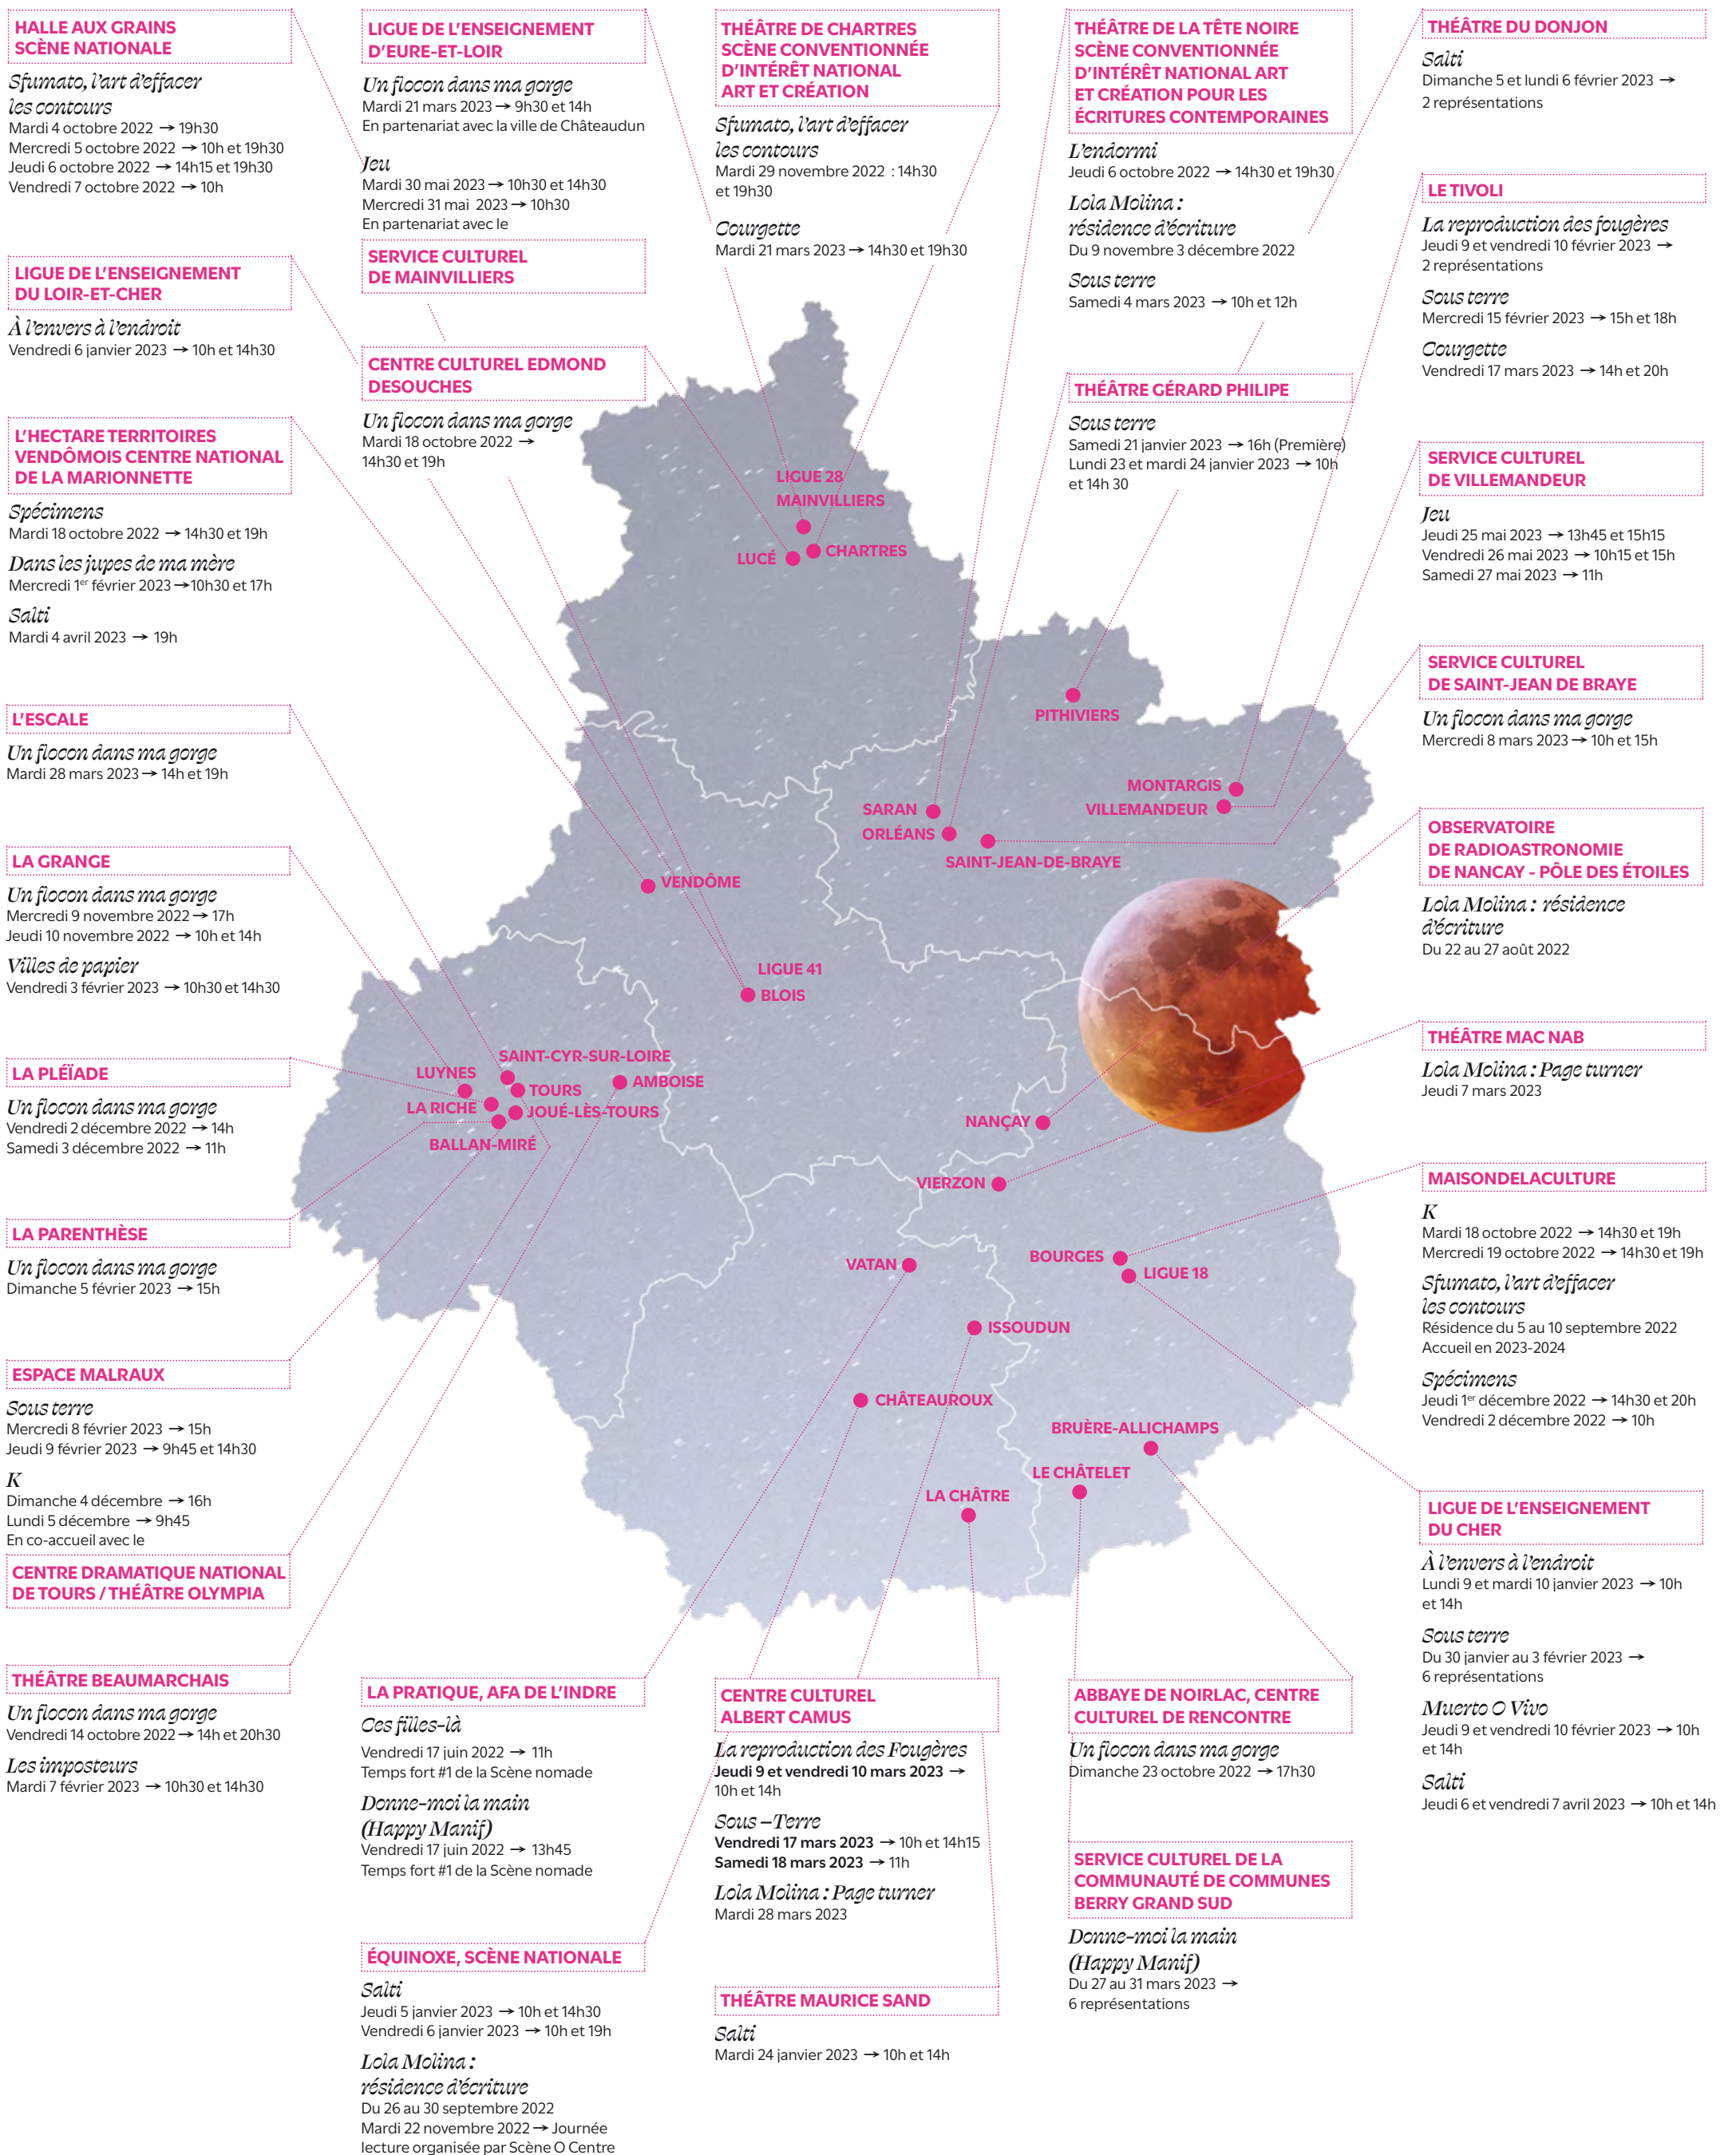 HALLE AUX GRAINS
SCÈNE NATIONALE
Sfumato, l'art d'effacer
les contours
Mardi 4 octobre 2022 → 19h30
Mercredi 5 octobre 2022 → 10h et 19h30
Jeudi 6 octobre 2022 → 14h15 et 19h30
Vendredi 7 octobre 2022 → 10h
LIGUE DE L'ENSEIGNEMENT
DU LOIR-ET-CHER
À l'envers à l'endroit
Vendredi 6 janvier 2023 → 10h et 14h30
L'HECTARE TERRITOIRES
VENDÔMOIS CENTRE NATIONAL
DE LA MARIONNETTE
Spécimens
Mardi 18 octobre 2022 → 14h30 et 19h
Dans les jupes de ma mère
Mercredi 1er février 2023 →10h30 et 17h
Salti
Mardi 4 avril 2023 → 19h
L'ESCALE
Un flocon dans ma gorge
Mardi 28 mars 2023 → 14h et 19h
LA GRANGE
Un flocon dans ma gorge
Mercredi 9 novembre 2022 → 17h
Jeudi 10 novembre 2022 → 10h et 14h
Villes de papier
Vendredi 3 février 2023 → 10h30 et 14h30
LA PLÉÏADE
Un flocon dans ma gorge
Vendredi 2 décembre 2022 → 14h
Samedi 3 décembre 2022 → 11h
LA PARENTHÈSE
Un flocon dans ma gorge
Dimanche 5 février 2023 → 15h
ESPACE MALRAUX
Sous terre
Mercredi 8 février 2023 → 15h
Jeudi 9 février 2023 → 9h45 et 14h30
K
Dimanche 4 décembre → 16h
Lundi 5 décembre → 9h45
En co-accueil avec le
CENTRE DRAMATIQUE NATIONAL
DE TOURS / THÉÂTRE OLYMPIA
THÉÂTRE BEAUMARCHAIS
Un flocon dans ma gorge
Vendredi 14 octobre 2022 → 14h et 20h30
Les imposteurs
Mardi 7 février 2023 → 10h30 et 14h30
LIGUE DE L'ENSEIGNEMENT
D'EURE-ET-LOIR
Un flocon dans ma gorge
Mardi 21 mars 2023 → 9h30 et 14h
En partenariat avec la ville de Châteaudun
Jeu
Mardi 30 mai 2023 → 10h30 et 14h30
Mercredi 31 mai 2023 → 10h30
En partenariat avec le
SERVICE CULTUREL
DE MAINVILLIERS
CENTRE CULTUREL EDMOND
DESOUCHES
Un flocon dans ma gorge
Mardi 18 octobre 2022 →
14h30 et 19h
THÉÂTRE DE CHARTRES
SCÈNE CONVENTIONNÉE
D'INTÉRÊT NATIONAL
ART ET CRÉATION
Sfumato, l'art d'effacer
les contours
Mardi 29 novembre 2022 : 14h30
et 19h30
Courgette
Mardi 21 mars 2023 → 14h30 et 19h30
THÉÂTRE DE LA TÊTE NOIRE
SCÈNE CONVENTIONNÉE
D'INTÉRÊT NATIONAL ART
ET CRÉATION POUR LES
ÉCRITURES CONTEMPORAINES
L'endormi
Jeudi 6 octobre 2022 → 14h30 et 19h30
Lola Molina :
résidence d'écriture
Du 9 novembre 3 décembre 2022
Sous terre
Samedi 4 mars 2023 → 10h et 12h
THÉÂTRE GÉRARD PHILIPE
Sous terre
Samedi 21 janvier 2023 → 16h (Première)
Lundi 23 et mardi 24 janvier 2023 → 10h
et 14h 30
THÉÂTRE DU DONJON
Salti
Dimanche 5 et lundi 6 février 2023 →
2 représentations
LE TIVOLI
La reproduction des fougères
Jeudi 9 et vendredi 10 février 2023 →
2 représentations
Sous terre
Mercredi 15 février 2023 → 15h et 18h
Courgette
Vendredi 17 mars 2023 → 14h et 20h
SERVICE CULTUREL
DE VILLEMANDEUR
Jeu
Jeudi 25 mai 2023 → 13h45 et 15h15
Vendredi 26 mai 2023 → 10h15 et 15h
Samedi 27 mai 2023 → 11h
SERVICE CULTUREL
DE SAINT-JEAN DE BRAYE
Un flocon dans ma gorge
Mercredi 8 mars 2023 → 10h et 15h
OBSERVATOIRE
DE RADIOASTRONOMIE
DE NANCAY - PÔLE DES ÉTOILES
Lola Molina : résidence
d'écriture
Du 22 au 27 août 2022
THÉÂTRE MAC NAB
Lola Molina : Page turner
Jeudi 7 mars 2023
MAISONDELACULTURE
K
Mardi 18 octobre 2022 → 14h30 et 19h
Mercredi 19 octobre 2022 → 14h30 et 19h
Sfumato, l'art d'effacer
les contours
Résidence du 5 au 10 septembre 2022
Accueil en 2023-2024
Spécimens
Jeudi 1er décembre 2022 → 14h30 et 20h
Vendredi 2 décembre 2022 → 10h
LIGUE DE L'ENSEIGNEMENT
DU CHER
À l'envers à l'endroit
Lundi 9 et mardi 10 janvier 2023 → 10h
et 14h
Sous terre
Du 30 janvier au 3 février 2023 →
6 représentations
Muerto O Vivo
Jeudi 9 et vendredi 10 février 2023 → 10h
et 14h
Salti
Jeudi 6 et vendredi 7 avril 2023 → 10h et 14h
LIGUE 28
MAINVILLIERS
LUCÉ
CHARTRES
PITHIVIERS
MONTARGIS
VILLEMANDEUR
SARAN
ORLÉANS
SAINT-JEAN-DE-BRAYE
VENDÔME
LIGUE 41
BLOIS
SAINT-CYR-SUR-LOIRE
LUYNES
TOURS
AMBOISE
LA RICHE
JOUÉ-LÈS-TOURS
BALLAN-MIRÉ
NANÇAY
VIERZON
VATAN
BOURGES
LIGUE 18
ISSOUDUN
CHÂTEAUROUX
BRUÈRE-ALLICHAMPS
LE CHÂTELET
LA CHÂTRE
LA PRATIQUE, AFA DE L'INDRE
Ces filles-là
Vendredi 17 juin 2022 → 11h
Temps fort #1 de la Scène nomade
Donne-moi la main
(Happy Manif)
Vendredi 17 juin 2022 → 13h45
Temps fort #1 de la Scène nomade
ÉQUINOXE, SCÈNE NATIONALE
Salti
Jeudi 5 janvier 2023 → 10h et 14h30
Vendredi 6 janvier 2023 → 10h et 19h
Lola Molina :
résidence d'écriture
Du 26 au 30 septembre 2022
Mardi 22 novembre 2022 → Journée
lecture organisée par Scène O Centre
CENTRE CULTUREL
ALBERT CAMUS
La reproduction des Fougères
Jeudi 9 et vendredi 10 mars 2023 →
10h et 14h
Sous –Terre
Vendredi 17 mars 2023 → 10h et 14h15
Samedi 18 mars 2023 → 11h
Lola Molina : Page turner
Mardi 28 mars 2023
THÉÂTRE MAURICE SAND
Salti
Mardi 24 janvier 2023 → 10h et 14h
ABBAYE DE NOIRLAC, CENTRE
CULTUREL DE RENCONTRE
Un flocon dans ma gorge
Dimanche 23 octobre 2022 → 17h30
SERVICE CULTUREL DE LA
COMMUNAUTÉ DE COMMUNES
BERRY GRAND SUD
Donne-moi la main
(Happy Manif)
Du 27 au 31 mars 2023 →
6 représentations